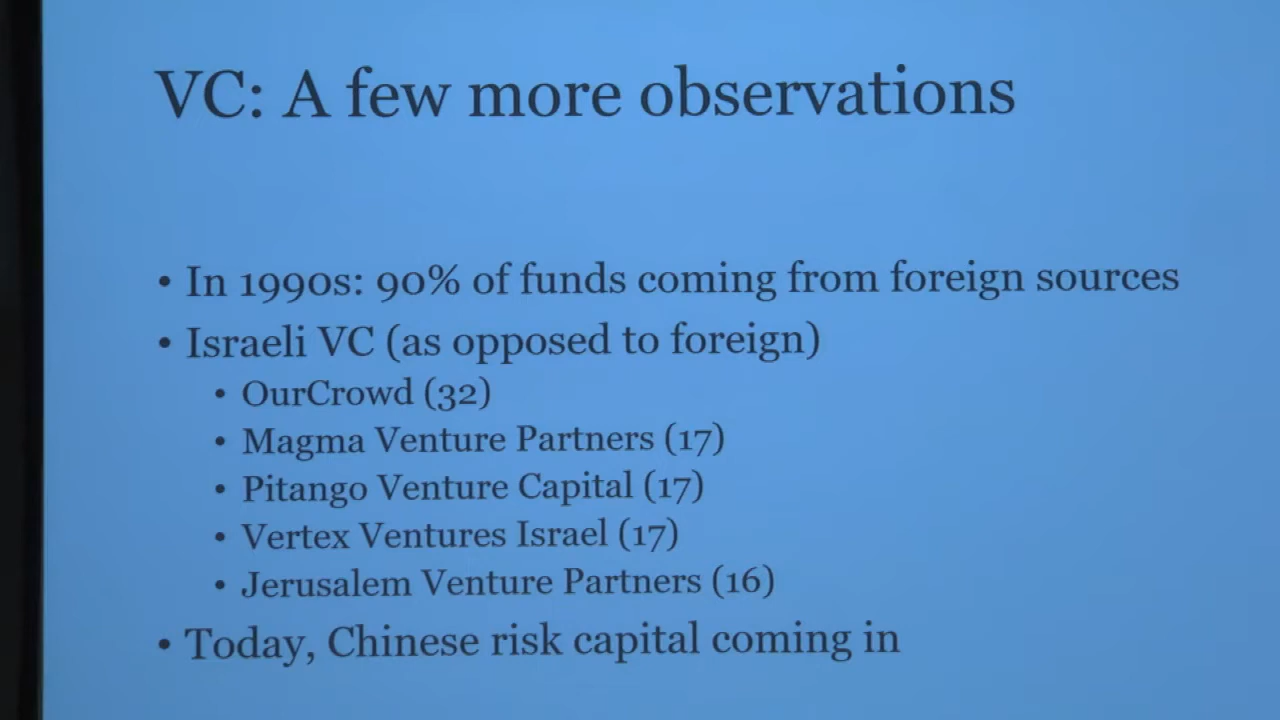 VC: A few more observations
• In 1990s: 90% of funds coming from foreign sources
• Israeli VC (as opposed to foreign)
• OurCrowd (32)
• Magma Venture Partners (17)
• Pitango Venture Capital (17)
• Vertex Ventures Israel (17)
• Jerusalem Venture Partners (16)
• Today, Chinese risk capital coming in